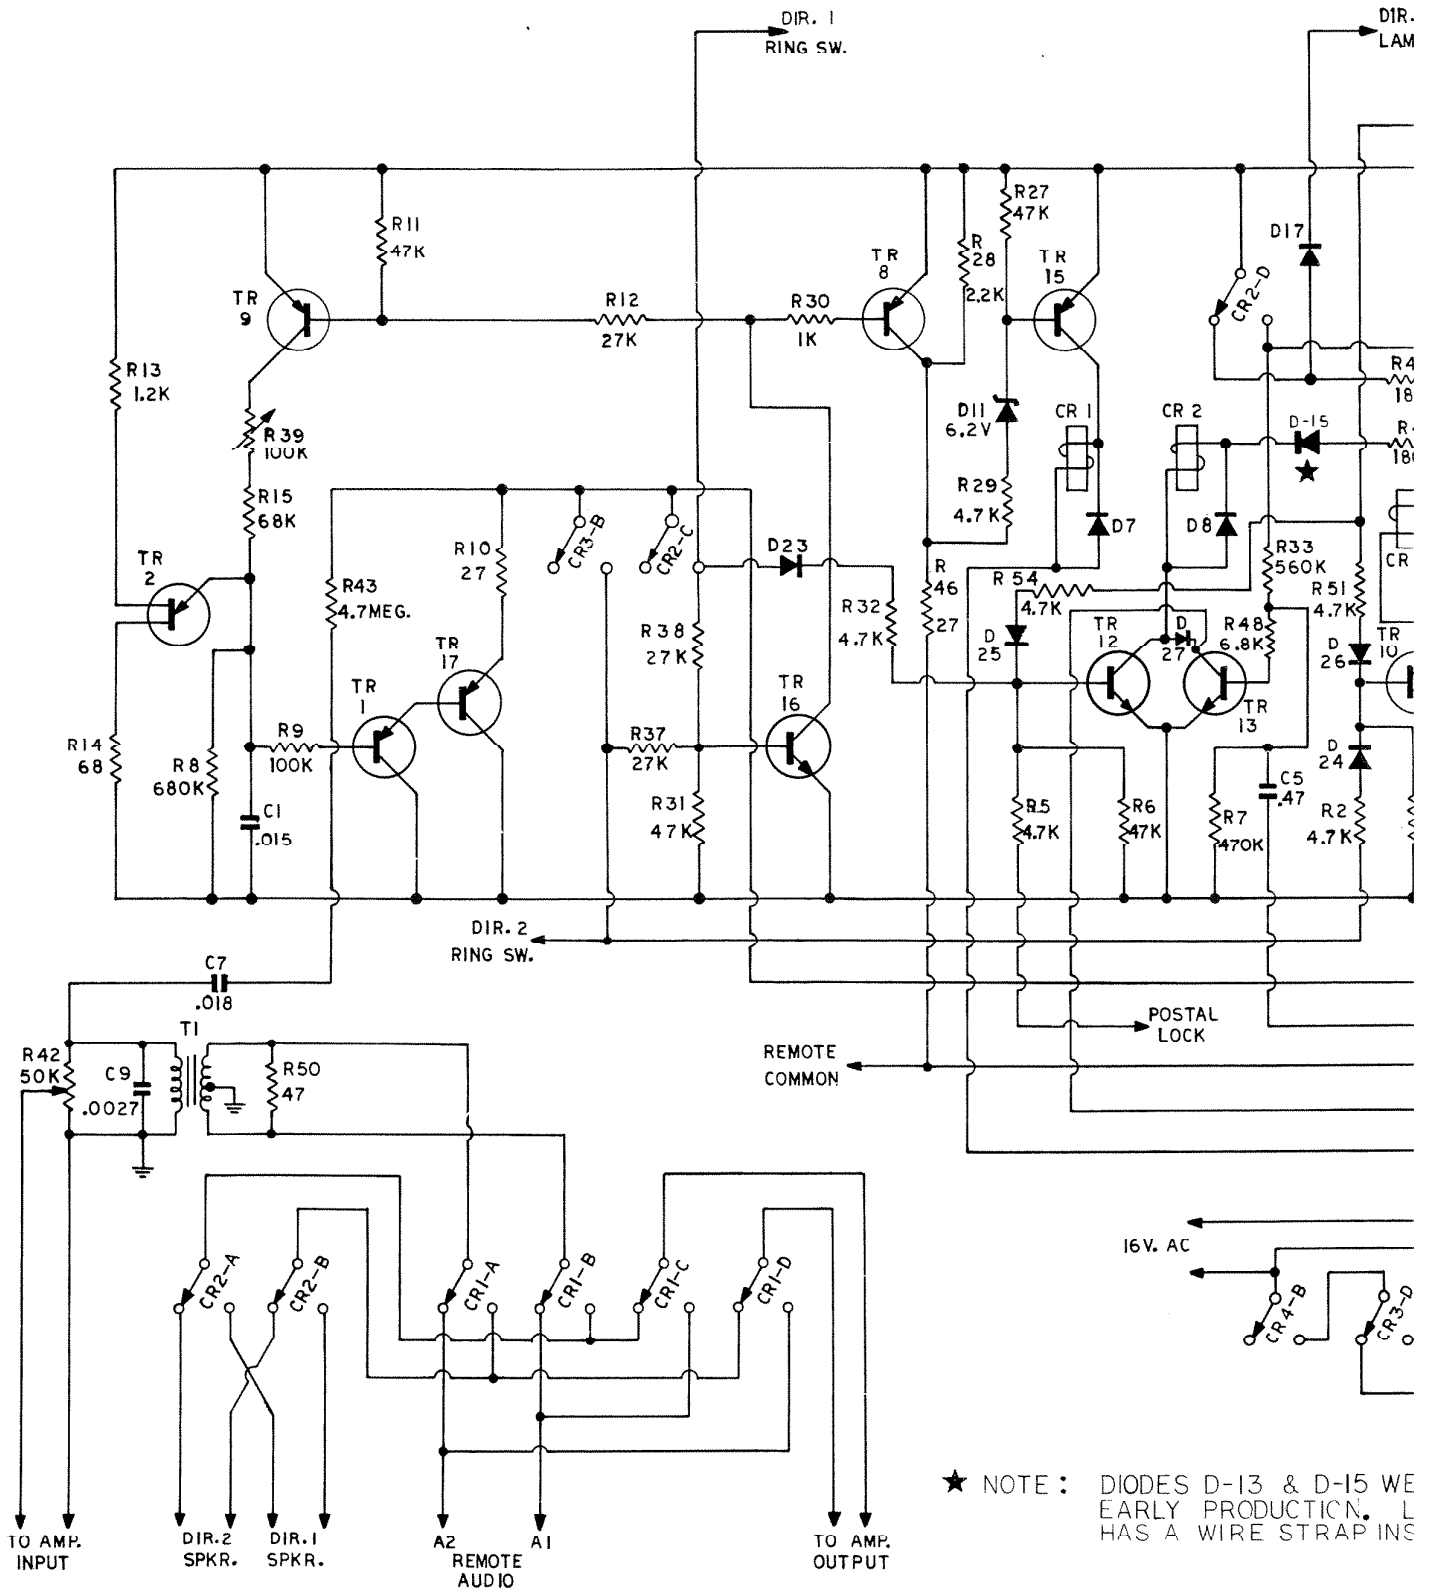 DIR. 1
RING SW.
DIR.
LAM
R11
47K
R27
47K
TR
8
R
28
2.2K
TR
15
D17
CR2-D
TR
9
R12
27K
R30
1K
R13
1.2K
R39
100K
D11
6.2V
CR 1
CR 2
D-15
★
R4
18
R
180
R15
68K
R29
4.7K
D7
D8
TR
2
R43
4.7MEG.
R10
27
CR3-B
CR2-C
D23
R
46
27
R 54
4.7K
R33
560K
CR
R51
4.7K
R32
4.7K
R38
27K
D
25
TR
12
D
27
R48
6.8K
D
26
TR
10
TR
17
TR
1
TR
16
TR
13
R14
68
R8
680K
R9
100K
R37
27K
D
24
C1
.015
R31
47K
R5
4.7K
R6
47K
R7
470K
C5
.47
R2
4.7K
DIR. 2
RING SW.
C7
.018
POSTAL
LOCK
T1
R42
50K
C9
.0027
R50
47
REMOTE
COMMON
CR2-A
CR2-B
CR1-A
CR1-B
CR1-C
CR1-D
16V. AC
CR4-B
CR3-D
★ NOTE: DIODES D-13 & D-15 WE
EARLY PRODUCTION. L
HAS A WIRE STRAP INS
TO AMP.
INPUT
DIR.2
SPKR.
DIR.1
SPKR.
A2
A1
REMOTE
AUDIO
TO AMP.
OUTPUT